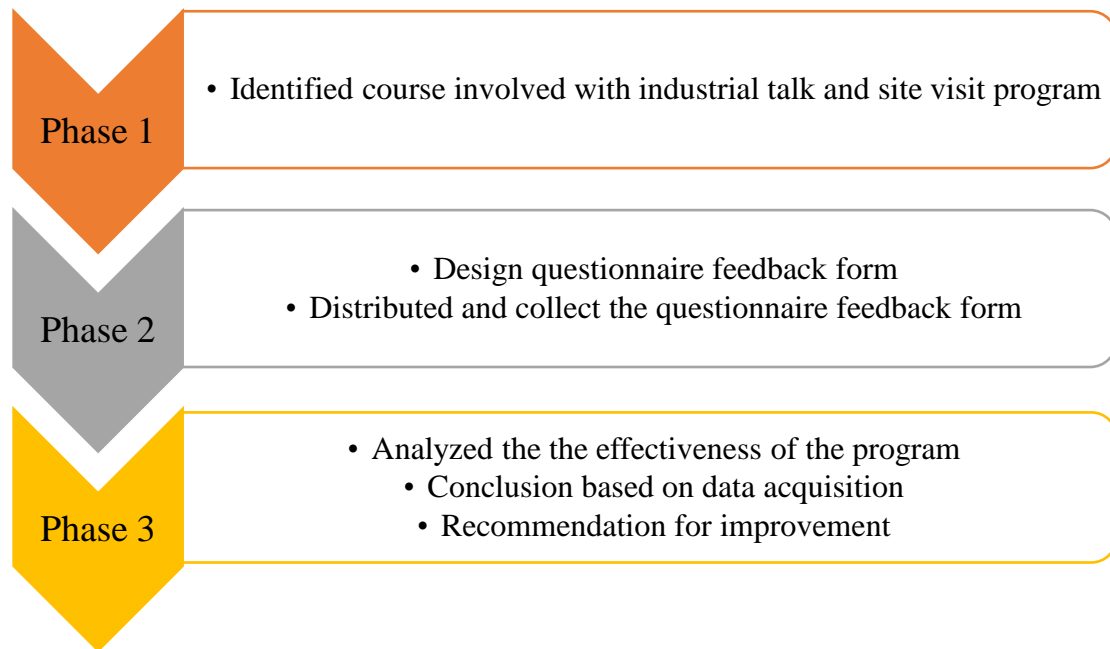 Phase 1
• Identified course involved with industrial talk and site visit program
Phase 2
• Design questionnaire feedback form
• Distributed and collect the questionnaire feedback form
Phase 3
• Analyzed the the effectiveness of the program
• Conclusion based on data acquisition
• Recommendation for improvement